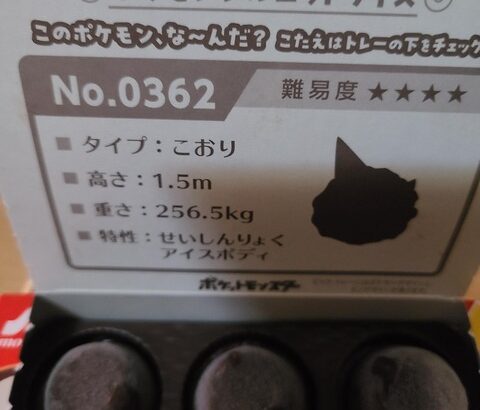 このポケモン、な〜んだ？ こたえはトレーの下をチェック
No.0362
難易度 ★★★★
■ タイプ：こおり
■ 高さ：1.5m
■ 重さ：256.5kg
■ 特性：せいしんりょく
アイスボディ
ポケットモンスター